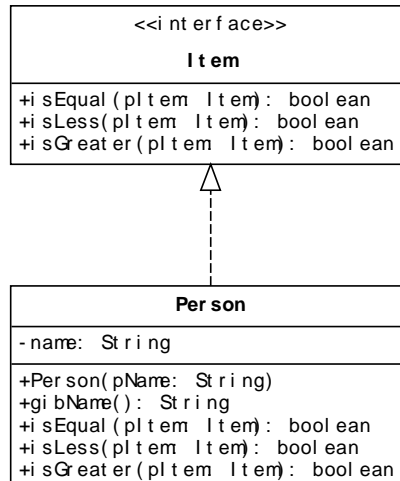 <<interface>>
Item
+isEqual(pItem: Item): boolean
+isLess(pItem: Item): boolean
+isGreater(pItem: Item): boolean
Person
-name: String
+Person(pName: String)
+gibName(): String
+isEqual(pItem: Item): boolean
+isLess(pItem: Item): boolean
+isGreater(pItem: Item): boolean